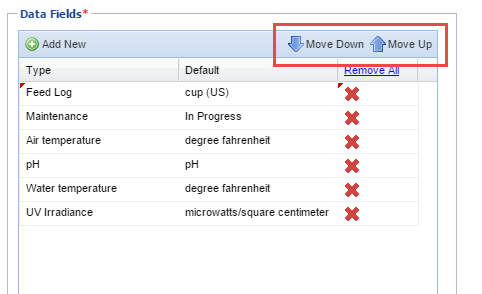 Data Fields*
Add New Move Down Move Up
Type Default Remove All
Feed Log cup (US)
Maintenance In Progress
Air temperature degree fahrenheit
pH pH
Water temperature degree fahrenheit
UV Irradiance microwatts/square centimeter